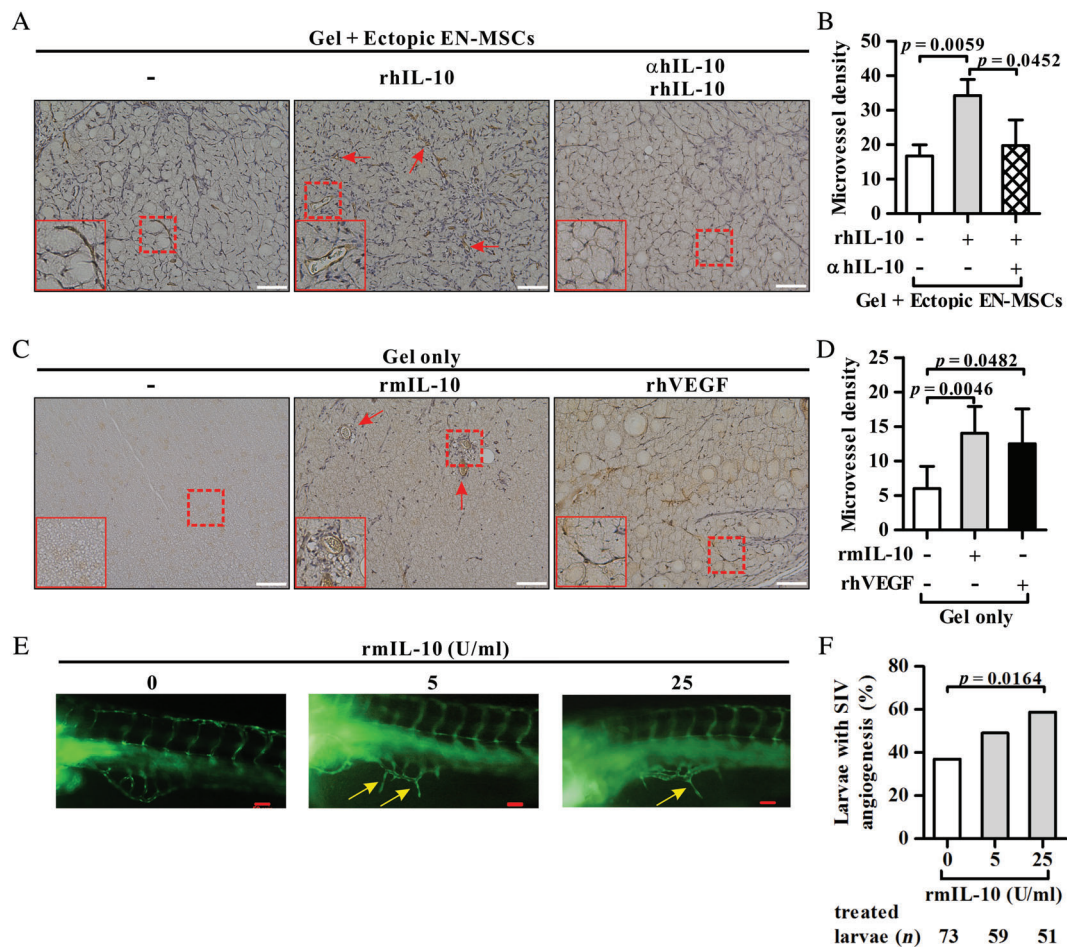 A
Gel + Ectopic EN-MSCs
-
rhIL-10
αhIL-10
rhIL-10
B
Microvessel density
50
40
30
20
10
0
p = 0.0059
p = 0.0452
rhIL-10 - + +
αhIL-10 - - +
Gel + Ectopic EN-MSCs
C
Gel only
-
rmIL-10
rhVEGF
D
Microvessel density
25
20
15
10
5
0
p = 0.0482
p = 0.0046
rmIL-10 - + -
rhVEGF - - +
Gel only
E
rmIL-10 (U/ml)
0 5 25
F
Larvae with SIV
angiogenesis (%)
80
60
40
20
0
p = 0.0164
0 5 25
rmIL-10 (U/ml)
treated
larvae (n) 73 59 51